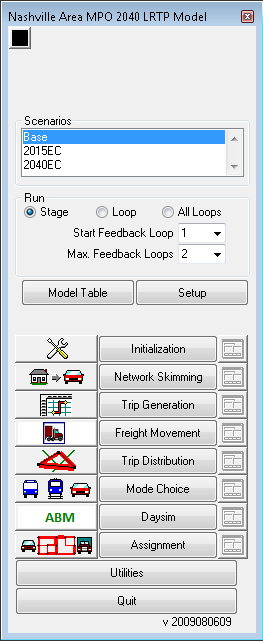 Nashville Area MPO 2040 LRTP Model
Scenarios
Base
2015EC
2040EC
Run
Stage Loop All Loops
Start Feedback Loop 1
Max. Feedback Loops 2
Model Table Setup
Initialization
Network Skimming
Trip Generation
Freight Movement
Trip Distribution
Mode Choice
ABM Daysim
Assignment
Utilities
Quit
v 2009080609